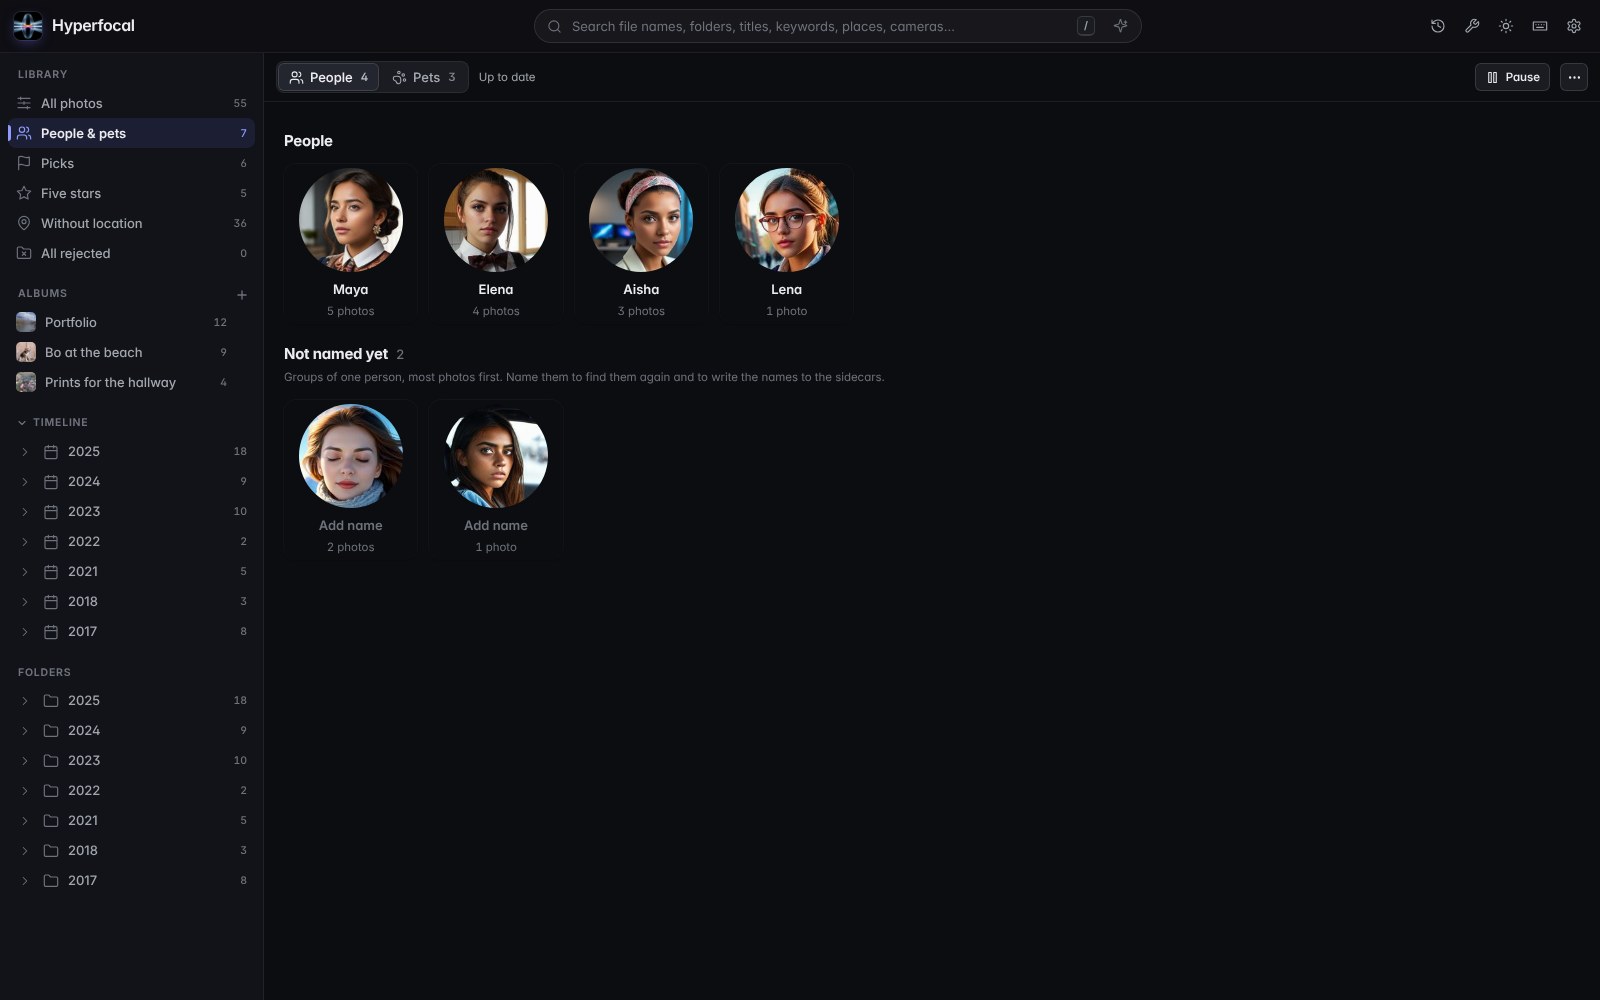 Hyperfocal
Search file names, folders, titles, keywords, places, cameras... /
LIBRARY
All photos 55
People & pets 7
Picks 6
Five stars 5
Without location 36
All rejected 0
ALBUMS
Portfolio 12
Bo at the beach 9
Prints for the hallway 4
TIMELINE
2025 18
2024 9
2023 10
2022 2
2021 5
2018 3
2017 8
FOLDERS
2025 18
2024 9
2023 10
2022 2
2021 5
2018 3
2017 8
People 4 Pets 3 Up to date Pause
People
Maya Elena Aisha Lena
5 photos 4 photos 3 photos 1 photo
Not named yet 2
Groups of one person, most photos first. Name them to find them again and to write the names to the sidecars.
Add name Add name
2 photos 1 photo